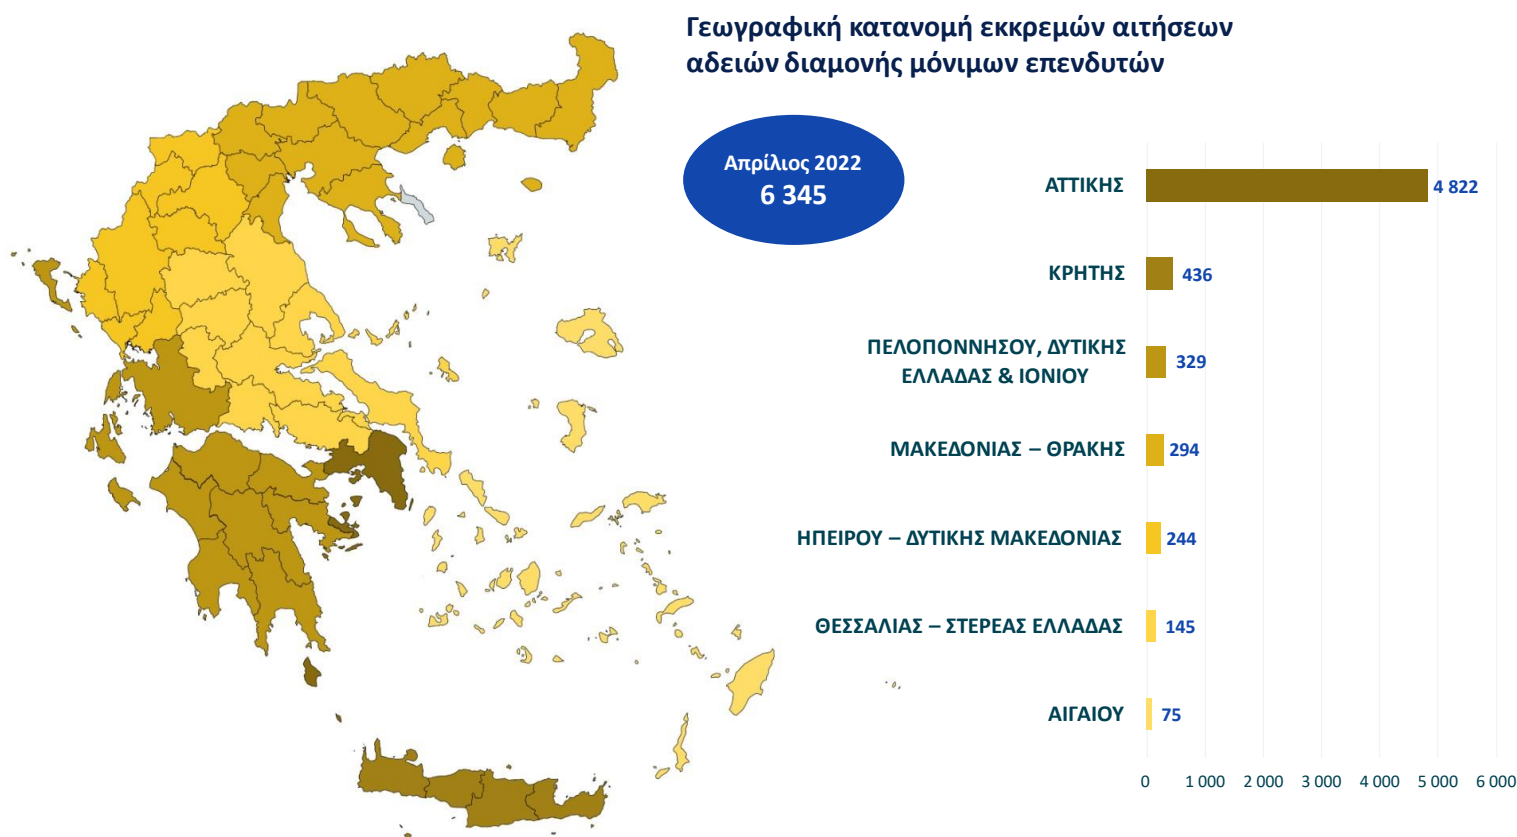 Γεωγραφική κατανομή εκκρεμών αιτήσεων
αδειών διαμονής μόνιμων επενδυτών
Απρίλιος 2022
6 345
ΑΤΤΙΚΗΣ
4 822
ΚΡΗΤΗΣ
436
ΠΕΛΟΠΟΝΝΗΣΟΥ, ΔΥΤΙΚΗΣ
ΕΛΛΑΔΑΣ & ΙΟΝΙΟΥ
329
ΜΑΚΕΔΟΝΙΑΣ – ΘΡΑΚΗΣ
294
ΗΠΕΙΡΟΥ – ΔΥΤΙΚΗΣ ΜΑΚΕΔΟΝΙΑΣ
244
ΘΕΣΣΑΛΙΑΣ – ΣΤΕΡΕΑΣ ΕΛΛΑΔΑΣ
145
ΑΙΓΑΙΟΥ
75
0 1 000 2 000 3 000 4 000 5 000 6 000